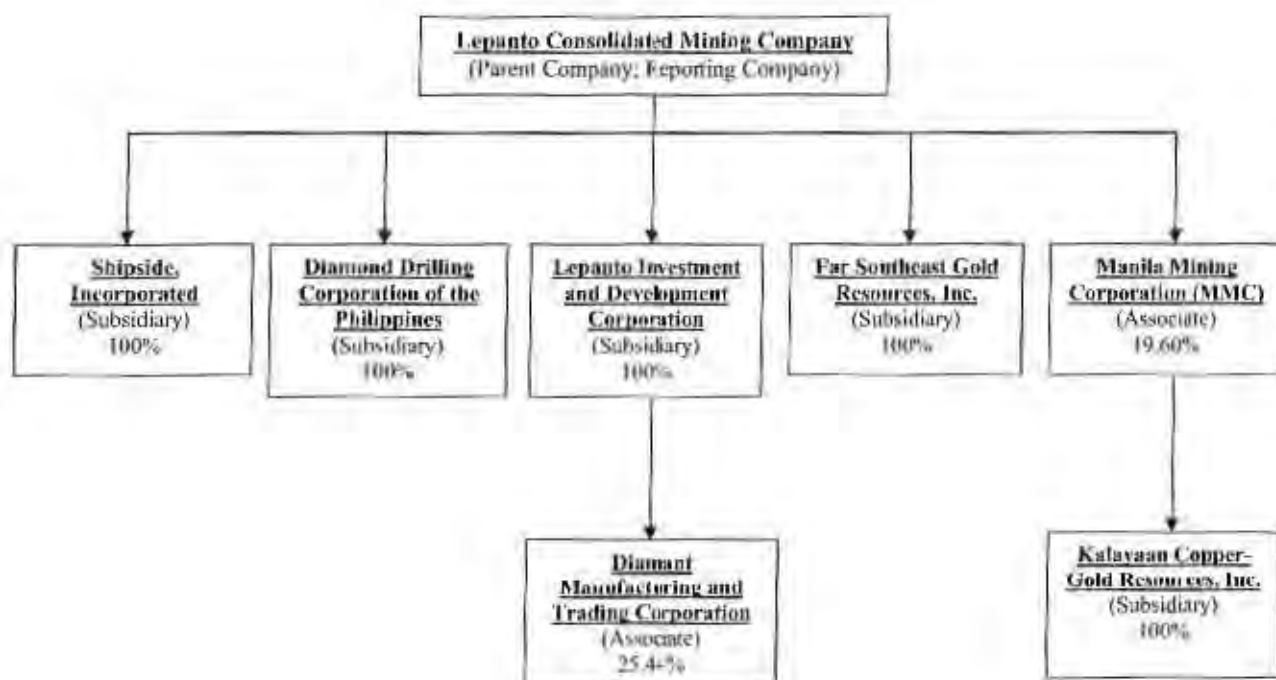 Lepanto Consolidated Mining Company
(Parent Company; Reporting Company)
Shipside,
Incorporated
(Subsidiary)
100%
Diamond Drilling
Corporation of the
Philippines
(Subsidiary)
100%
Lepanto Investment
and Development
Corporation
(Subsidiary)
100%
Far Southeast Gold
Resources, Inc.
(Subsidiary)
100%
Manila Mining
Corporation (MMC)
(Associate)
19.60%
Diamant
Manufacturing and
Trading Corporation
(Associate)
Kalayaan Copper-
Gold Resources, Inc.
(Subsidiary)
100%